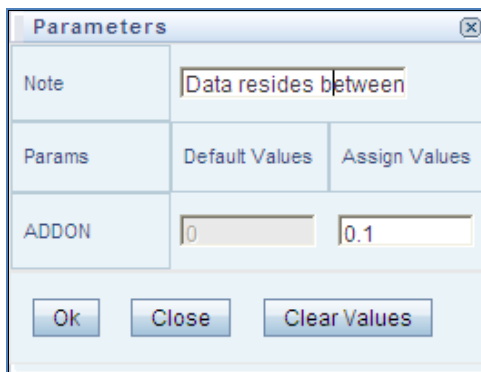 Parameters
Note Data resides between
Params Default Values Assign Values
ADDON 0 0.1
Ok Close Clear Values